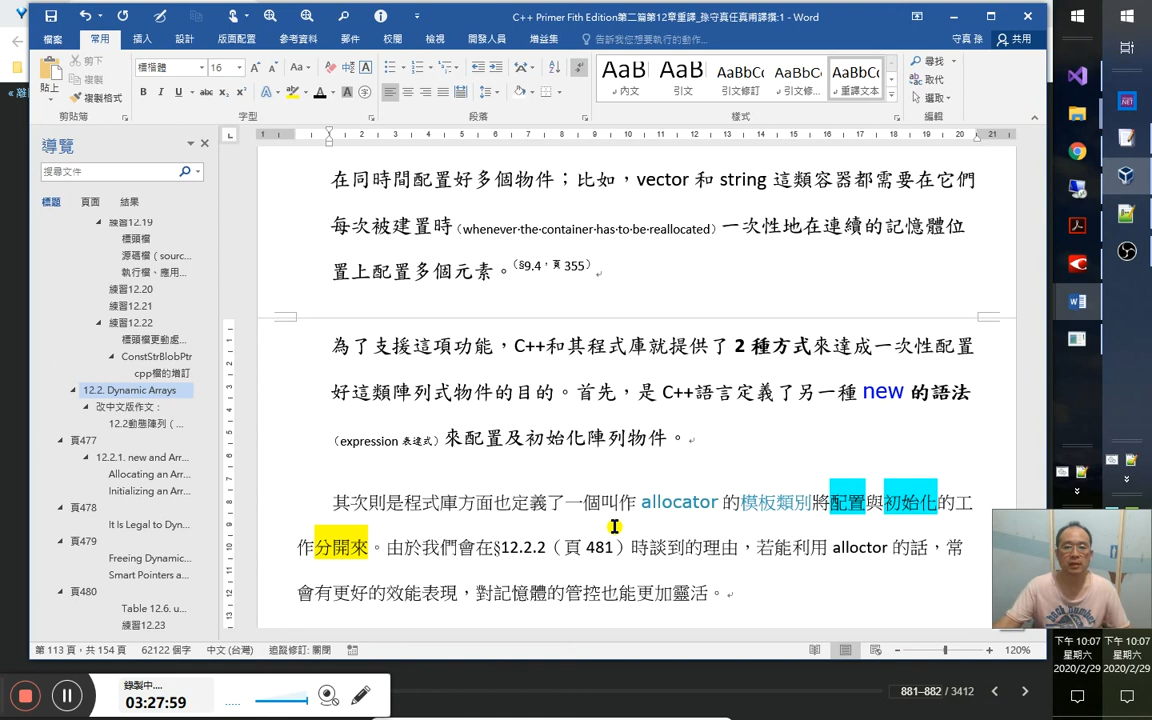 C++ Primer Fith Edition第二篇第12章重譯_孫守真任真甫譯撰:1 - Word
檔案 常用 插入 設計 版面配置 參考資料 郵件 校閱 檢視 開發人員 增益集 告訴我您想要執行的動作... 守真 孫 共用
貼上
剪下
複製
複製格式
標楷體 16
剪貼簿 字型 段落 樣式 編輯
AaB AaB AaBbC AaBbC AaBbC
內文 引文 引文修訂 引文修... 重譯文本
尋找
取代
選取
導覽
搜尋文件
標題 頁面 結果
練習12.19
標頭檔
源碼檔（sourc...
執行檔、應用...
練習12.20
練習12.21
練習12.22
標頭檔更動處...
ConstStrBlobPtr
cpp檔的增訂
12.2. Dynamic Arrays
改中文版作文：
12.2動態陣列（...
頁477
12.2.1. new and Arr...
Allocating an Arr...
Initializing an Arr...
頁478
It Is Legal to Dyn...
頁479
Freeing Dynamic...
Smart Pointers a...
頁480
Table 12.6. u...
練習12.23
在同時間配置好多個物件；比如，vector 和 string 這類容器都需要在它們
每次被建置時（whenever·the·container·has·to·be·reallocated）一次性地在連續的記憶體位
置上配置多個元素。（§9.4，頁 355）
為了支援這項功能，C++和其程式庫就提供了 2 種方式來達成一次性配置
好這類陣列式物件的目的。首先，是 C++語言定義了另一種 new 的語法
（expression 表達式）來配置及初始化陣列物件。
其次則是程式庫方面也定義了一個叫作 allocator 的模板類別將配置與初始化的工
作分開來。由於我們會在§12.2.2（頁 481）時談到的理由，若能利用 alloctor 的話，常
會有更好的效能表現，對記憶體的管控也能更加靈活。
第 113 頁，共 154 頁 62122 個字 中文 (台灣) 追蹤修訂: 關閉 120%
錄製中....
03:27:59
881–882 / 3412
下午 10:07
星期六
2020/2/29
下午 10:07
星期六
2020/2/29